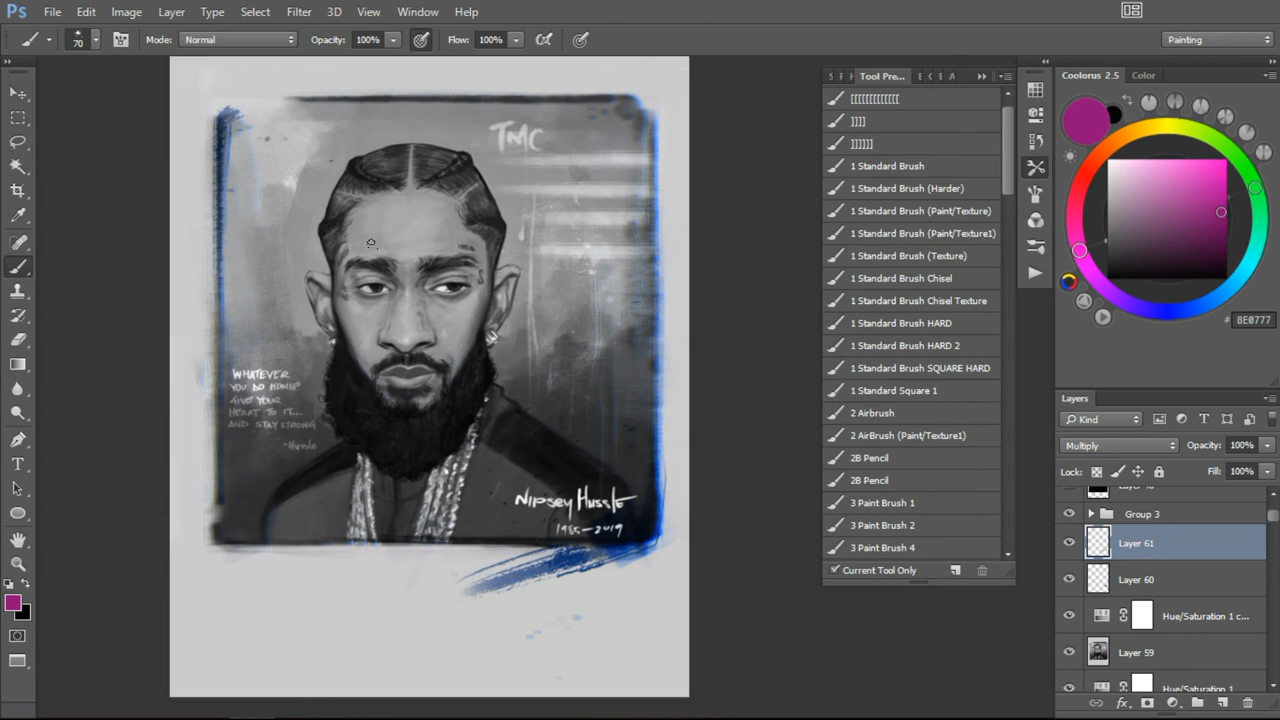 Ps File Edit Image Layer Type Select Filter 3D View Window Help
70 Mode: Normal Opacity: 100% Flow: 100% Painting
Tool Pre...
[[[[[[[[[[[[[
]]]]
]]]]]]
1 Standard Brush
1 Standard Brush (Harder)
1 Standard Brush (Paint/Texture)
1 Standard Brush (Paint/Texture1)
1 Standard Brush (Texture)
1 Standard Brush Chisel
1 Standard Brush Chisel Texture
1 Standard Brush HARD
1 Standard Brush HARD 2
1 Standard Brush SQUARE HARD
1 Standard Square 1
2 Airbrush
2 AirBrush (Paint/Texture1)
2B Pencil
2B Pencil
3 Paint Brush 1
3 Paint Brush 2
3 Paint Brush 4
Current Tool Only
Coolorus 2.5 Color
# 8E0777
Layers
Kind
Multiply Opacity: 100%
Lock: Fill: 100%
Group 3
Layer 61
Layer 60
Hue/Saturation 1 c...
Layer 59
Hue/Saturation 1
TMC
WHATEVER
YOU DO HOMIE
GIVE YOUR
HEART TO IT...
AND STAY STRONG
-Hussle
Nipsey Hussle
1985-2019